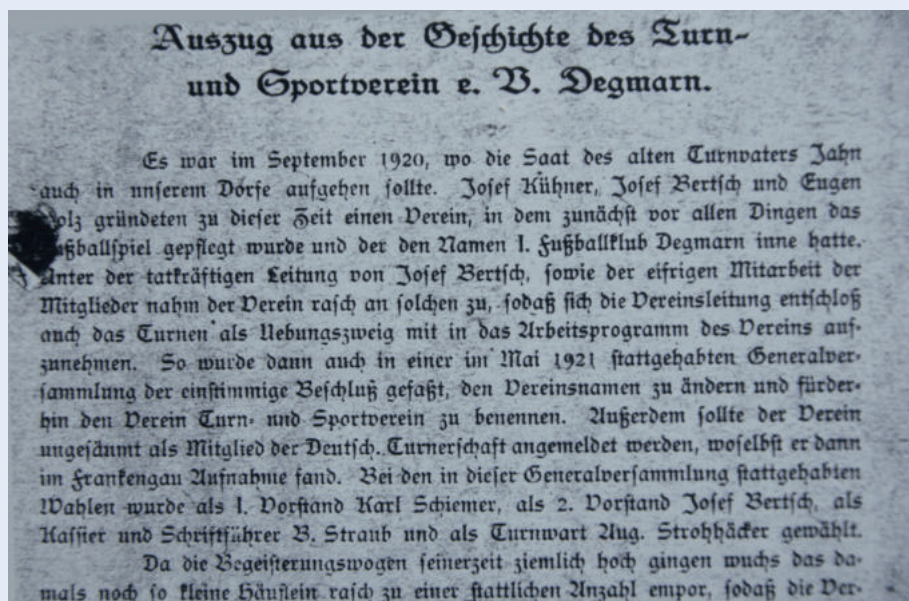 Auszug aus der Geschichte des Turn-
und Sportverein e. V. Degmarn.
Es war im September 1920, wo die Saat des alten Turnvaters Jahn
auch in unserem Dorfe aufgehen sollte. Josef Kühner, Josef Bertsch und Eugen
gründeten zu dieser Zeit einen Verein, in dem zunächst vor allen Dingen das
Fußballspiel gepflegt wurde und der den Namen 1. Fußballklub Degmarn inne hatte.
Unter der tatkräftigen Leitung von Josef Bertsch, sowie der eifrigen Mitarbeit der
Mitglieder nahm der Verein rasch an solchen zu, sodaß sich die Vereinsleitung entschloß
auch das Turnen als Uebungszweig mit in das Arbeitsprogramm des Vereins auf-
zunehmen. So wurde dann auch in einer im Mai 1921 stattgehabten Generalver-
sammlung der einstimmige Beschluß gefaßt, den Vereinsnamen zu ändern und fürder-
hin den Verein Turn- und Sportverein zu benennen. Außerdem sollte der Verein
ungesäumt als Mitglied der Deutsch. Turnerschaft angemeldet werden, woselbst er dann
im Frankengau Aufnahme fand. Bei den in dieser Generalversammlung stattgehabten
Wahlen wurde als 1. Vorstand Karl Schiemer, als 2. Vorstand Josef Bertsch, als
Kassier und Schriftführer B. Straub und als Turnwart Aug. Strohhäcker gewählt.
Da die Begeisterungswogen seinerzeit ziemlich hoch gingen wuchs das da-
mals noch so kleine Häuflein rasch zu einer stattlichen Anzahl empor, sodaß die Ver-